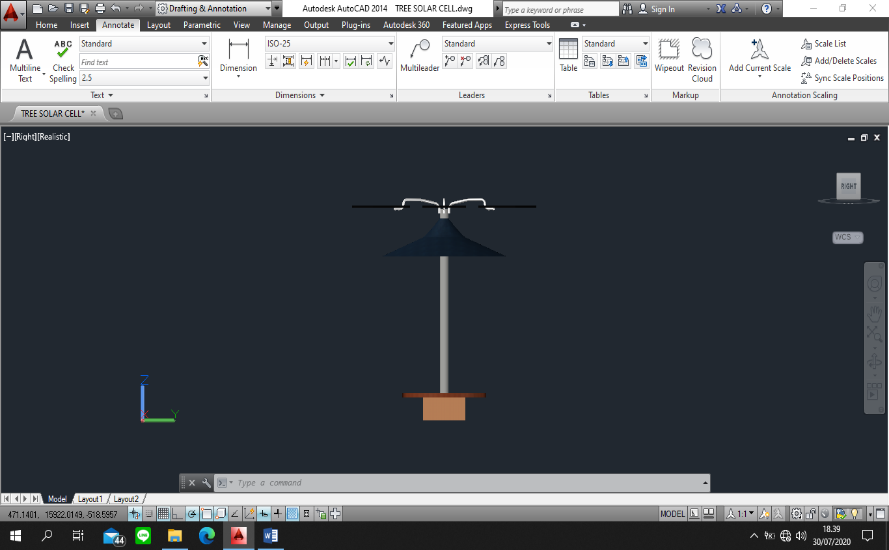 Drafting & Annotation
Autodesk AutoCAD 2014 TREE SOLAR CELL.dwg
Type a keyword or phrase
Sign In
Home Insert Annotate Layout Parametric View Manage Output Plug-ins Autodesk 360 Featured Apps Express Tools
A
Multiline Text
ABC
Check Spelling
Standard
Find text
2.5
Text
Dimension
ISO-25
Dimensions
Multileader
Standard
Leaders
Table
Standard
Tables
Wipeout
Revision Cloud
Markup
Add Current Scale
Scale List
Add/Delete Scales
Sync Scale Positions
Annotation Scaling
TREE SOLAR CELL*
[−][Right][Realistic]
RIGHT
WCS
Z
X
Y
Type a command
Model Layout1 Layout2
471.1401, 15922.0149, -518.5957
MODEL
1:1
44
LINE
18.39
30/07/2020